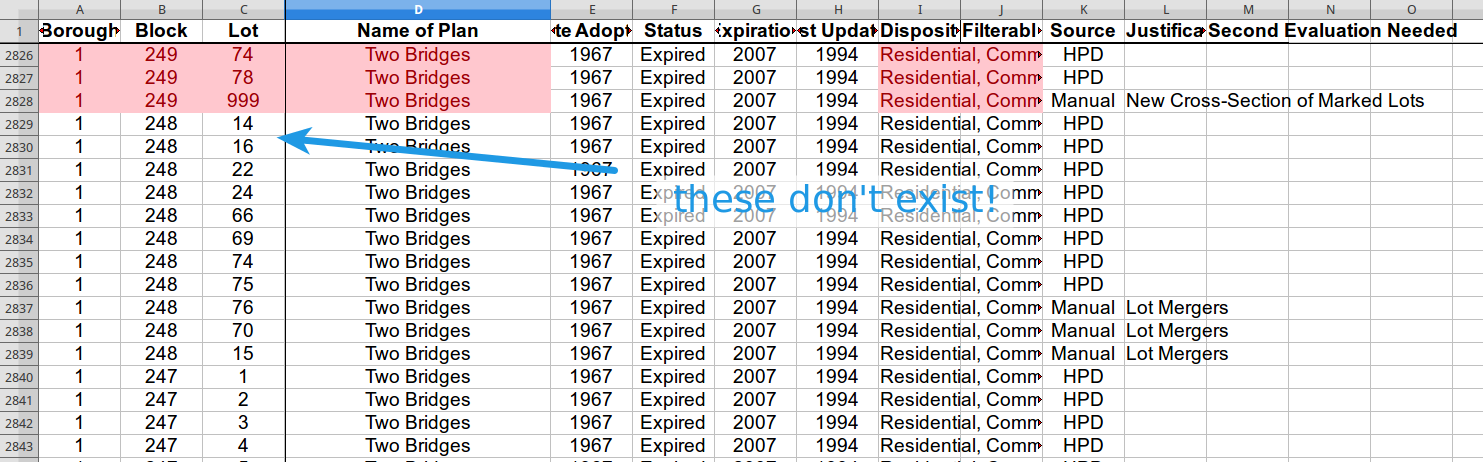 A B C D E F G H I J K L M N O
1 Borough Block Lot Name of Plan te Adopt Status xpiratio st Updat Disposit Filterabl Source Justifica Second Evaluation Needed
2826 1 249 74 Two Bridges 1967 Expired 2007 1994 Residential, Comm HPD
2827 1 249 78 Two Bridges 1967 Expired 2007 1994 Residential, Comm HPD
2828 1 249 999 Two Bridges 1967 Expired 2007 1994 Residential, Comm Manual New Cross-Section of Marked Lots
2829 1 248 14 Two Bridges 1967 Expired 2007 1994 Residential, Comm HPD
2830 1 248 16 Two Bridges 1967 Expired 2007 1994 Residential, Comm HPD
2831 1 248 22 Two Bridges 1967 Expired 2007 1994 Residential, Comm HPD
2832 1 248 24 Two Bridges 1967 Expired 2007 1994 Residential, Comm HPD
these don't exist!
2833 1 248 66 Two Bridges 1967 Expired 2007 1994 Residential, Comm HPD
2834 1 248 69 Two Bridges 1967 Expired 2007 1994 Residential, Comm HPD
2835 1 248 74 Two Bridges 1967 Expired 2007 1994 Residential, Comm HPD
2836 1 248 75 Two Bridges 1967 Expired 2007 1994 Residential, Comm HPD
2837 1 248 76 Two Bridges 1967 Expired 2007 1994 Residential, Comm Manual Lot Mergers
2838 1 248 70 Two Bridges 1967 Expired 2007 1994 Residential, Comm Manual Lot Mergers
2839 1 248 15 Two Bridges 1967 Expired 2007 1994 Residential, Comm Manual Lot Mergers
2840 1 247 1 Two Bridges 1967 Expired 2007 1994 Residential, Comm HPD
2841 1 247 2 Two Bridges 1967 Expired 2007 1994 Residential, Comm HPD
2842 1 247 3 Two Bridges 1967 Expired 2007 1994 Residential, Comm HPD
2843 1 247 4 Two Bridges 1967 Expired 2007 1994 Residential, Comm HPD